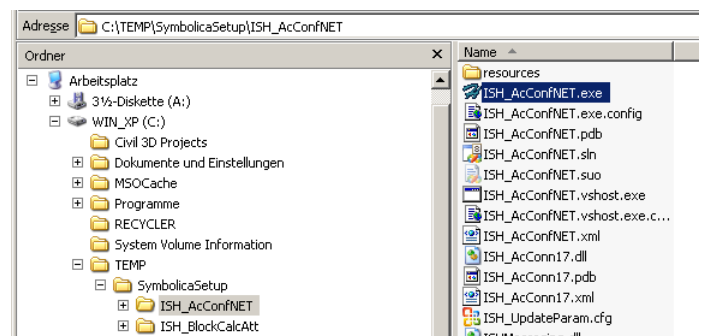 Adresse C:\TEMP\SymbolicaSetup\ISH_AcConfNET
Ordner x
Arbeitsplatz
3½-Diskette (A:)
WIN_XP (C:)
Civil 3D Projects
Dokumente und Einstellungen
MSOCache
Programme
RECYCLER
System Volume Information
TEMP
SymbolicaSetup
ISH_AcConfNET
ISH_BlockCalcAtt
Name
resources
ISH_AcConfNET.exe
ISH_AcConfNET.exe.config
ISH_AcConfNET.pdb
ISH_AcConfNET.sln
ISH_AcConfNET.suo
ISH_AcConfNET.vshost.exe
ISH_AcConfNET.vshost.exe.c...
ISH_AcConfNET.xml
ISH_AcConn17.dll
ISH_AcConn17.pdb
ISH_AcConn17.xml
ISH_UpdateParam.cfg